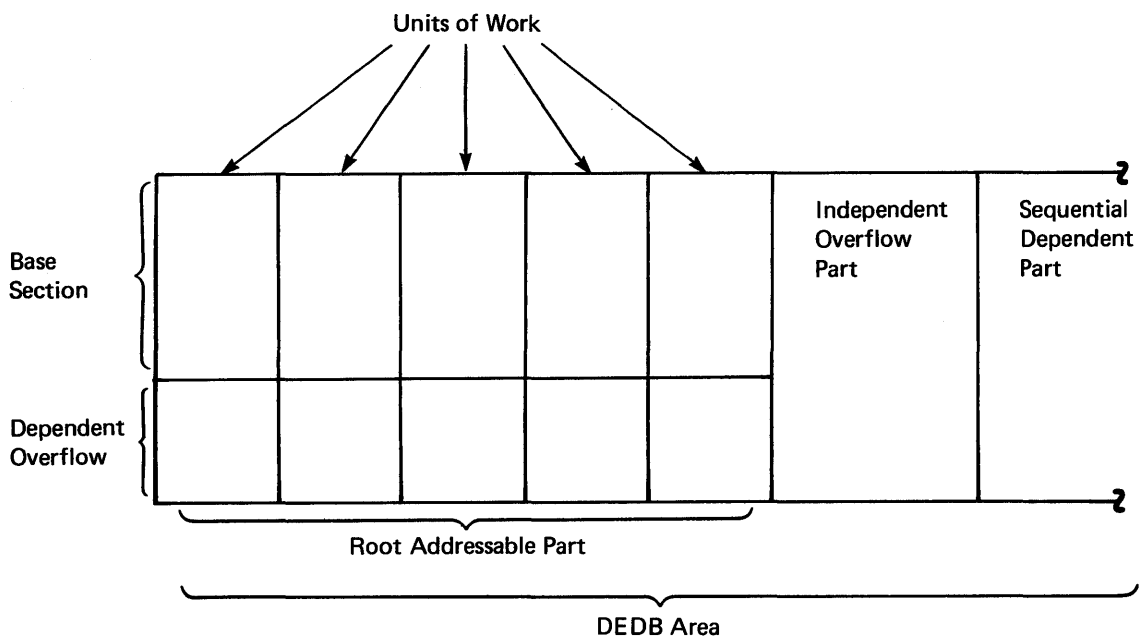 Units of Work
Base
Section
Independent
Overflow
Part
Sequential
Dependent
Part
Dependent
Overflow
Root Addressable Part
DEDB Area